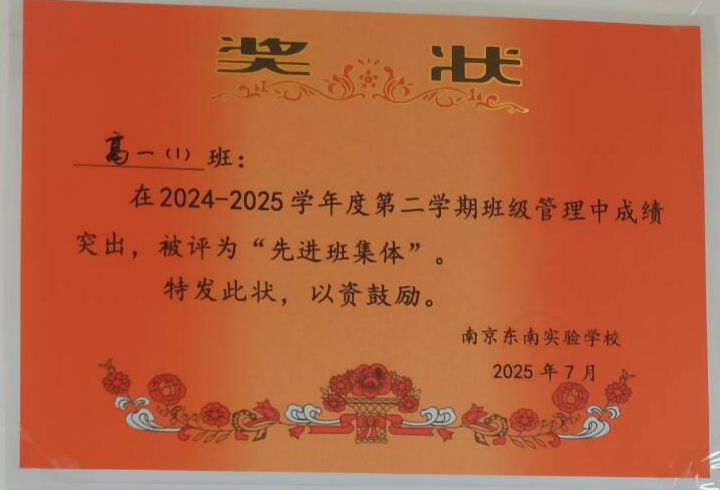 奖 状
高一（1）班：
在2024-2025学年度第二学期班级管理中成绩
突出，被评为“先进班集体”。
特发此状，以资鼓励。
南京东南实验学校
2025年7月